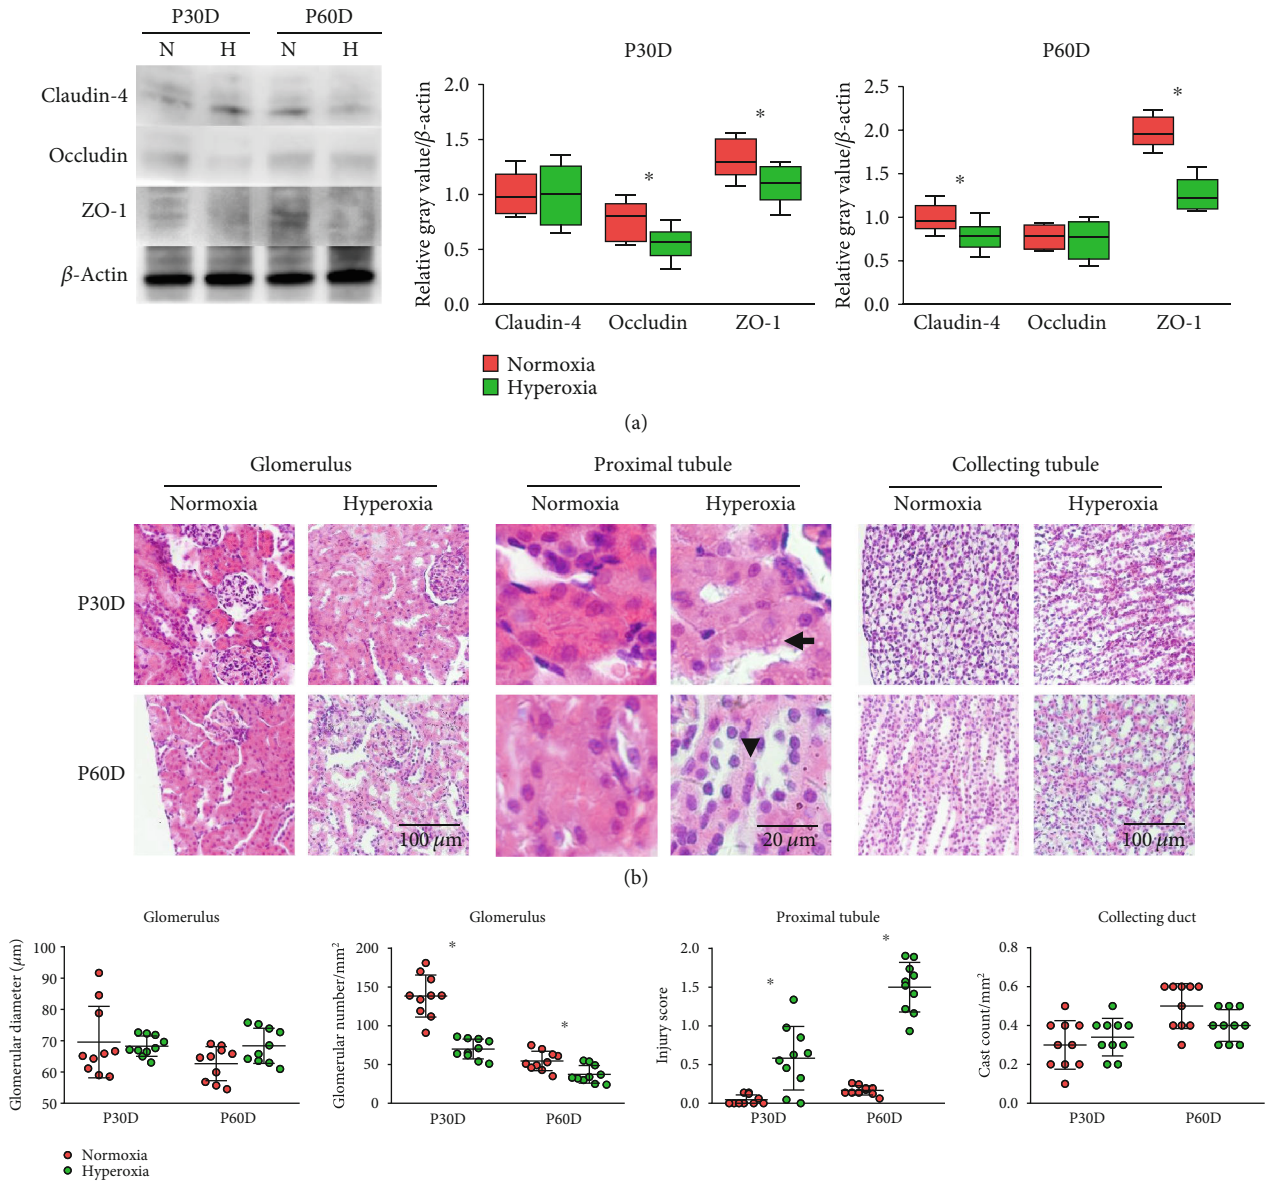 P30D P60D
N H N H
Claudin-4
Occludin
ZO-1
β-Actin
P30D
Relative gray value/β-actin
2.0
1.5
1.0
0.5
0.0
*
*
Claudin-4 Occludin ZO-1
P60D
Relative gray value/β-actin
2.5
2.0
1.5
1.0
0.5
0.0
*
*
Claudin-4 Occludin ZO-1
Normoxia
Hyperoxia
(a)
Glomerulus Proximal tubule Collecting tubule
Normoxia Hyperoxia Normoxia Hyperoxia Normoxia Hyperoxia
P30D
P60D
100 μm 20 μm 100 μm
(b)
Glomerulus
Glomerular diameter (μm)
100
90
80
70
60
50
P30D P60D
Glomerulus
Glomerular number/mm²
200
150
100
50
0
*
*
P30D P60D
Proximal tubule
Injury score
2.0
1.5
1.0
0.5
0.0
*
*
P30D P60D
Collecting duct
Cast count/mm²
0.8
0.6
0.4
0.2
0.0
P30D P60D
Normoxia
Hyperoxia